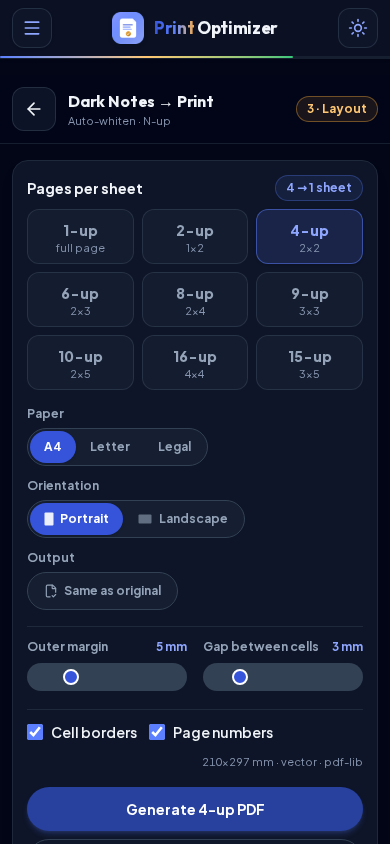 Print Optimizer
Dark Notes → Print
Auto-whiten · N-up
3 · Layout
Pages per sheet
4 → 1 sheet
1-up
full page
2-up
1×2
4-up
2×2
6-up
2×3
8-up
2×4
9-up
3×3
10-up
2×5
16-up
4×4
15-up
3×5
Paper
A4
Letter
Legal
Orientation
Portrait
Landscape
Output
Same as original
Outer margin
5 mm
Gap between cells
3 mm
Cell borders
Page numbers
210×297 mm · vector · pdf-lib
Generate 4-up PDF